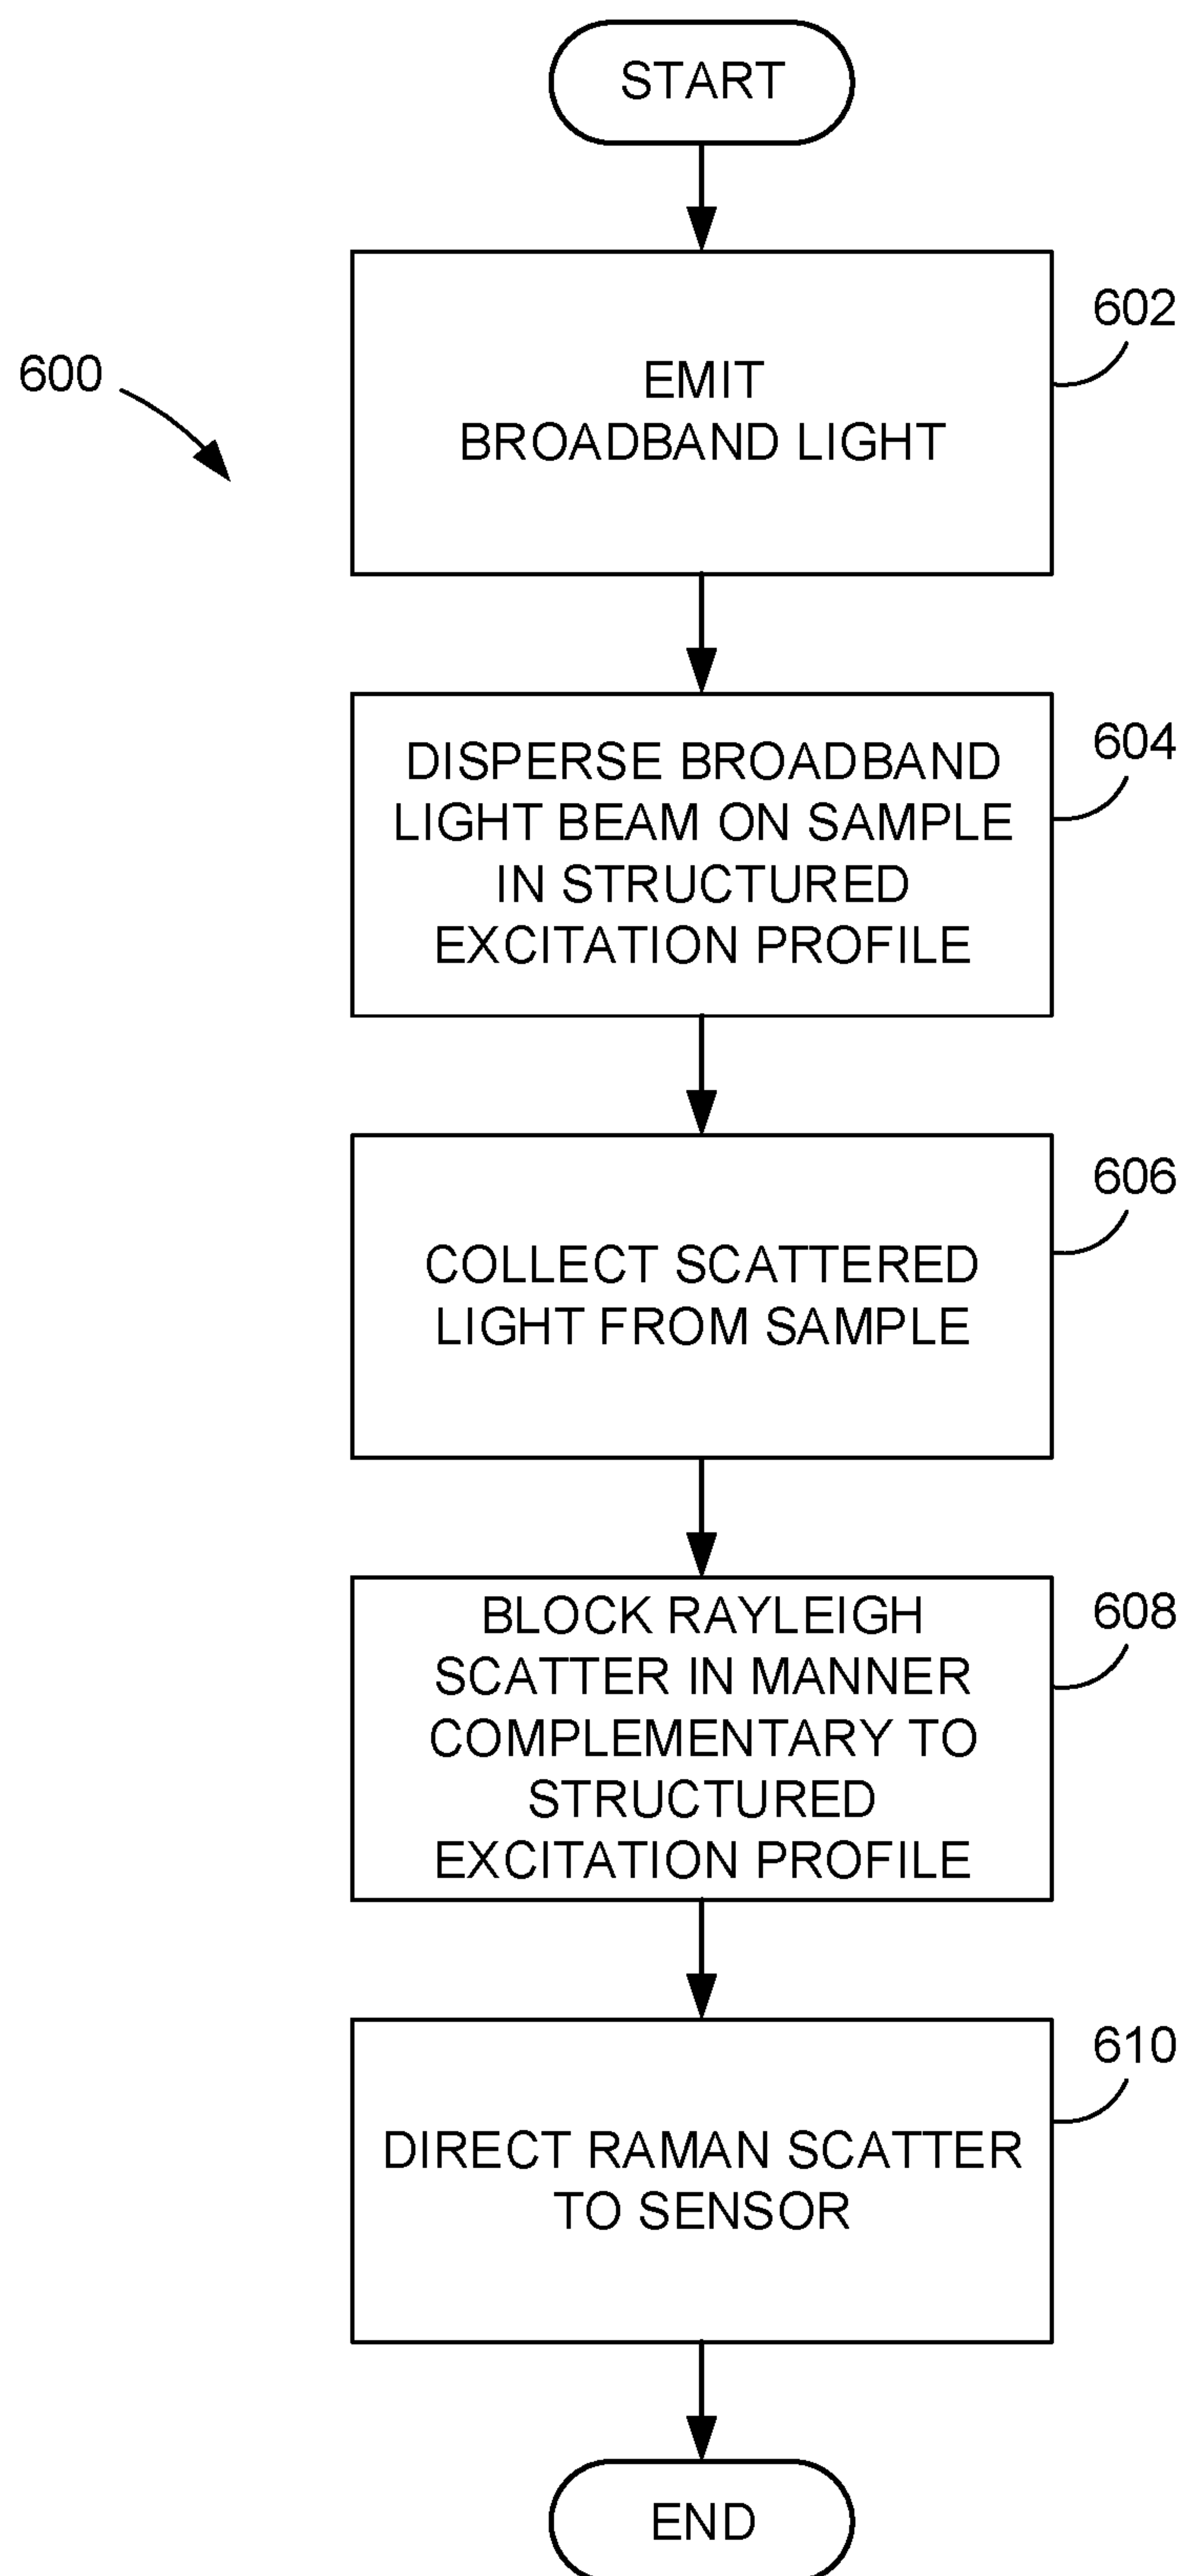 START
602
600
EMIT
BROADBAND LIGHT
604
DISPERSE BROADBAND
LIGHT BEAM ON SAMPLE
IN STRUCTURED
EXCITATION PROFILE
606
COLLECT SCATTERED
LIGHT FROM SAMPLE
608
BLOCK RAYLEIGH
SCATTER IN MANNER
COMPLEMENTARY TO
STRUCTURED
EXCITATION PROFILE
610
DIRECT RAMAN SCATTER
TO SENSOR
END